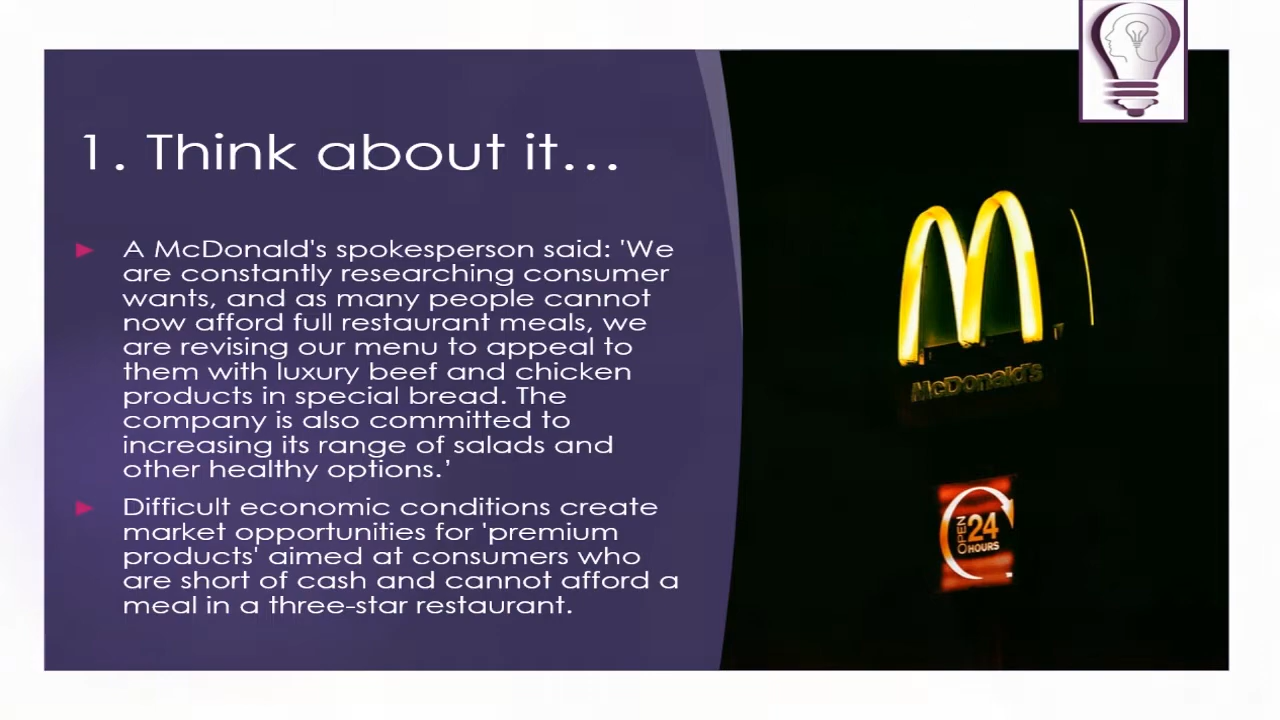 1. Think about it...
A McDonald's spokesperson said: 'We
are constantly researching consumer
wants, and as many people cannot
now afford full restaurant meals, we
are revising our menu to appeal to
them with luxury beef and chicken
products in special bread. The
company is also committed to
increasing its range of salads and
other healthy options.'
Difficult economic conditions create
market opportunities for 'premium
products' aimed at consumers who
are short of cash and cannot afford a
meal in a three-star restaurant.
McDonald's
OPEN
24
HOURS